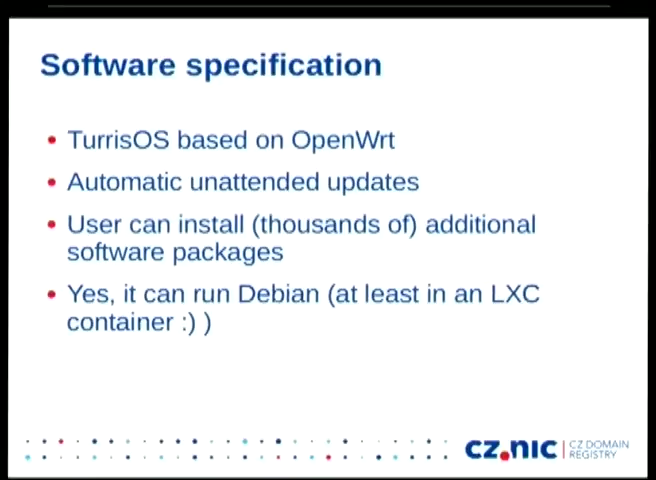 Software specification
TurrisOS based on OpenWrt
Automatic unattended updates
User can install (thousands of) additional
software packages
Yes, it can run Debian (at least in an LXC
container :) )
CZ.NIC | CZ DOMAIN
REGISTRY